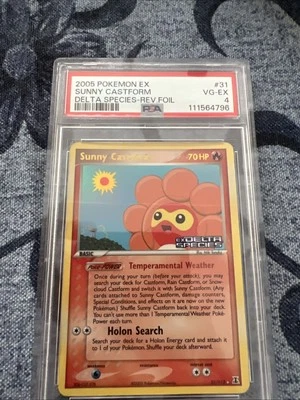 2005 POKEMON EX #31
SUNNY CASTFORM VG-EX
DELTA SPECIES-REV.FOIL PSA 4
111564796
Sunny Castform 70 HP
BASIC
EX DELTA SPECIES
POKé-POWER Temperamental Weather
Once during your turn (before your attack), you may
search your deck for Castform, Rain Castform, or Snow-
cloud Castform and switch it with Sunny Castform (Any
cards attached to Sunny Castform, damage counters,
Special Conditions, and effects on it are now on the new
Pokémon.) Shuffle Sunny Castform back into your deck. You
can't use more than 1 Temperamental Weather Poké-
Power each turn.
Holon Search
Search your deck for a Holon Energy card and attach
it to 1 of your Pokémon. Shuffle your deck afterward.